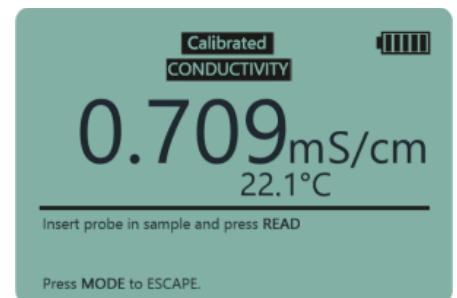 Calibrated
CONDUCTIVITY
0.709mS/cm
22.1°C
Insert probe in sample and press READ
Press MODE to ESCAPE.